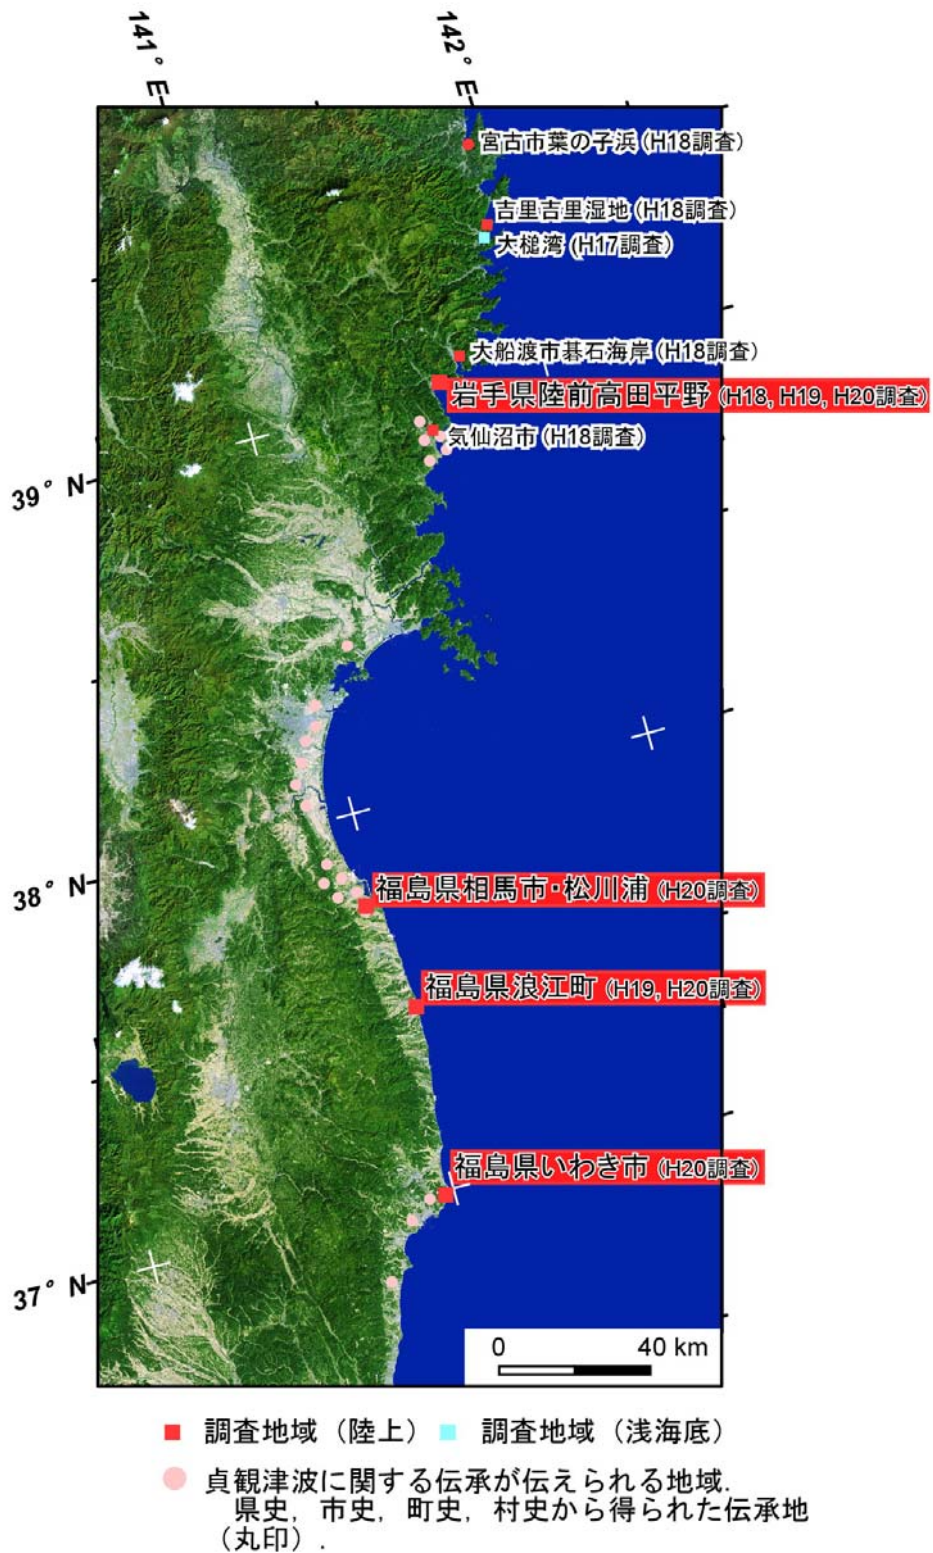 141° E
142° E
宮古市葉の子浜 (H18調査)
吉里吉里湿地 (H18調査)
大槌湾 (H17調査)
大船渡市碁石海岸 (H18調査)
岩手県陸前高田平野 (H18, H19, H20調査)
気仙沼市 (H18調査)
39° N
38° N
福島県相馬市・松川浦 (H20調査)
福島県浪江町 (H19, H20調査)
福島県いわき市 (H20調査)
37° N
0 40 km
調査地域（陸上） 調査地域（浅海底）
貞観津波に関する伝承が伝えられる地域.
県史，市史，町史，村史から得られた伝承地
（丸印）.